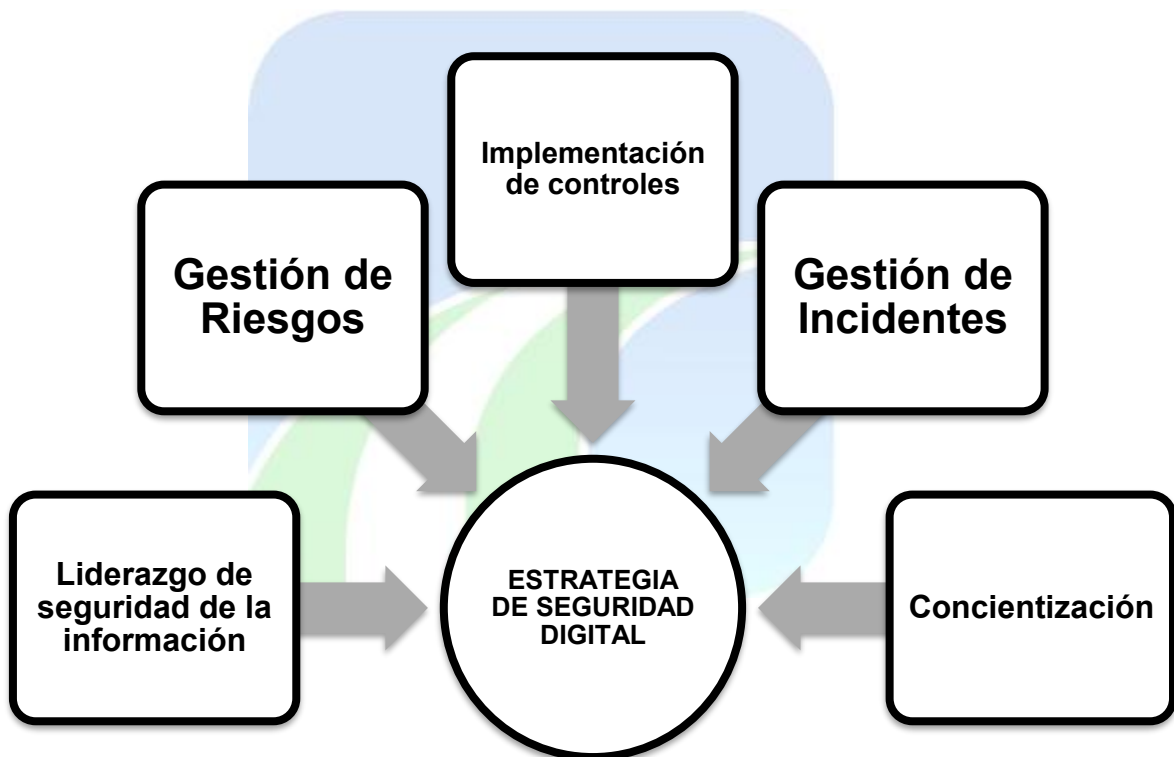 Implementación
de controles
Gestión de
Riesgos
Gestión de
Incidentes
Liderazgo de
seguridad de la
información
ESTRATEGIA
DE SEGURIDAD
DIGITAL
Concientización